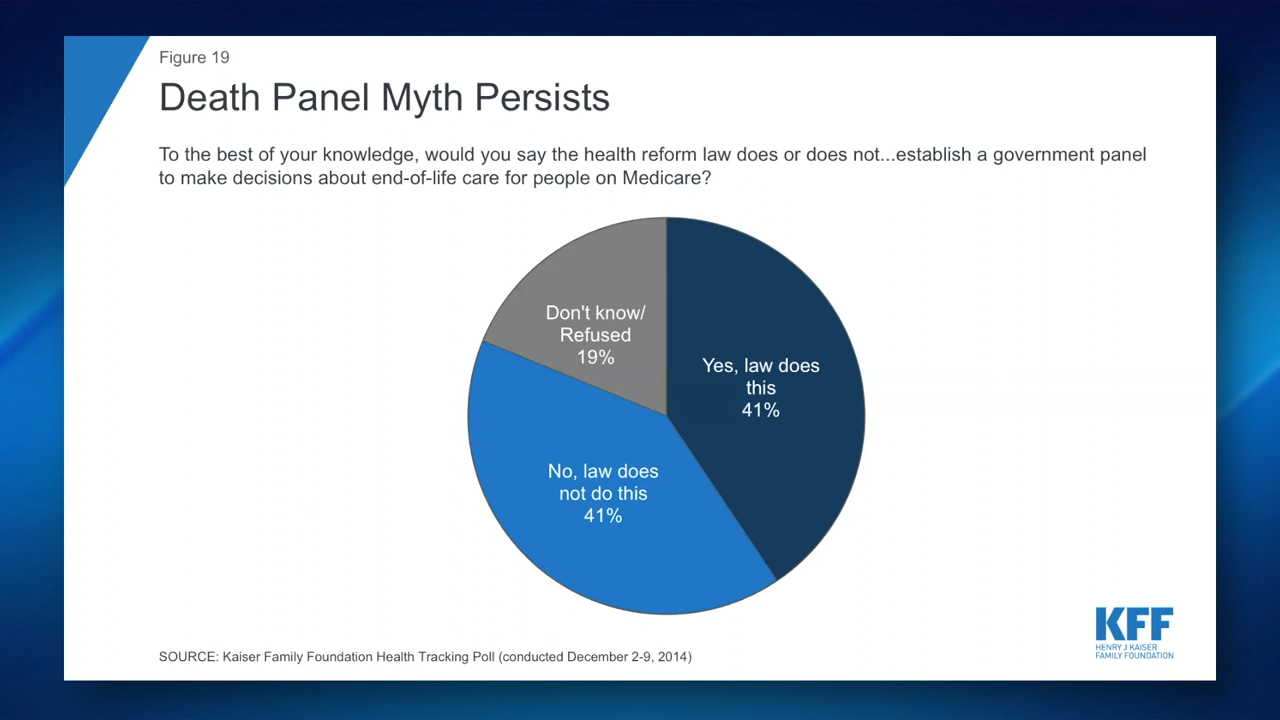 Figure 19
Death Panel Myth Persists
To the best of your knowledge, would you say the health reform law does or does not...establish a government panel
to make decisions about end-of-life care for people on Medicare?
Don't know/
Refused
19%
Yes, law does
this
41%
No, law does
not do this
41%
KFF
HENRY J KAISER
FAMILY FOUNDATION
SOURCE: Kaiser Family Foundation Health Tracking Poll (conducted December 2-9, 2014)